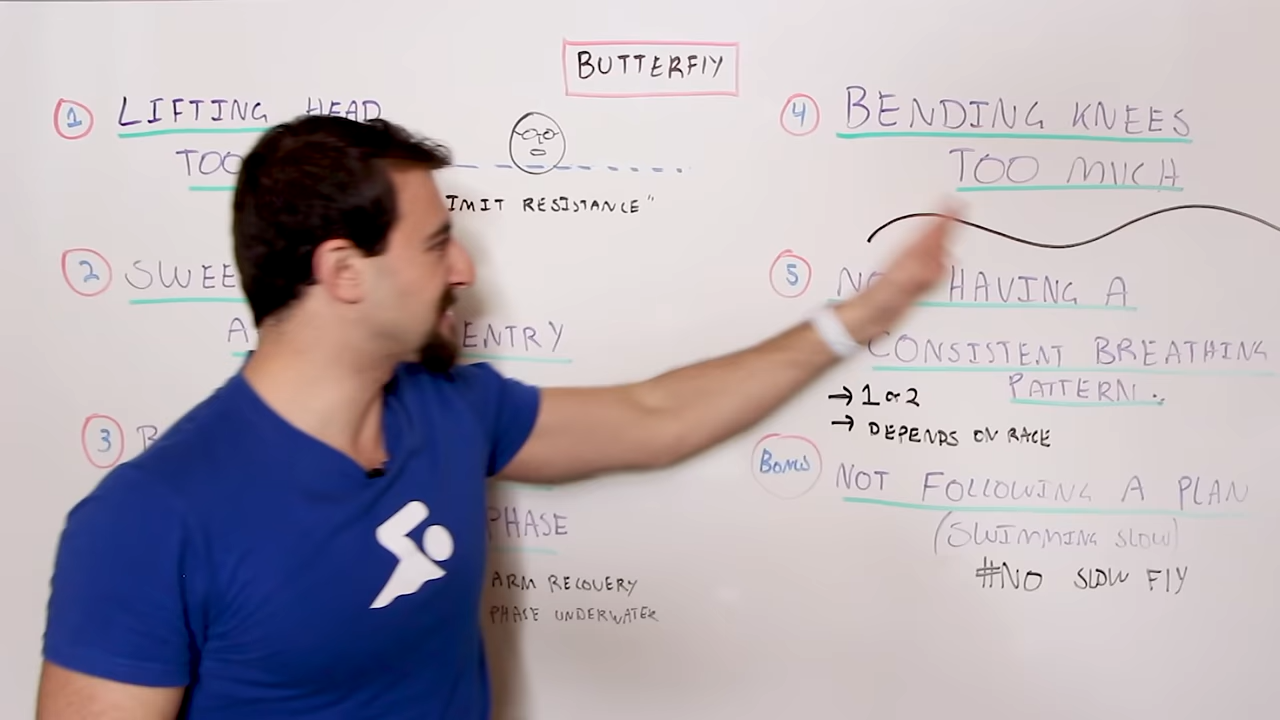 BUTTERFLY
1 LIFTING HEAD
TOO
IMIT RESISTANCE"
2 SWEE
A ENTRY
3 B
PHASE
ARM RECOVERY
PHASE UNDERWATER
4 BENDING KNEES
TOO MUCH
5 HAVING A
CONSISTENT BREATHING
PATTERN.
→ 1 or 2
→ DEPENDS ON RACE
Bonus NOT FOLLOWING A PLAN
(SWIMMING SLOW)
#NO SLOW FLY